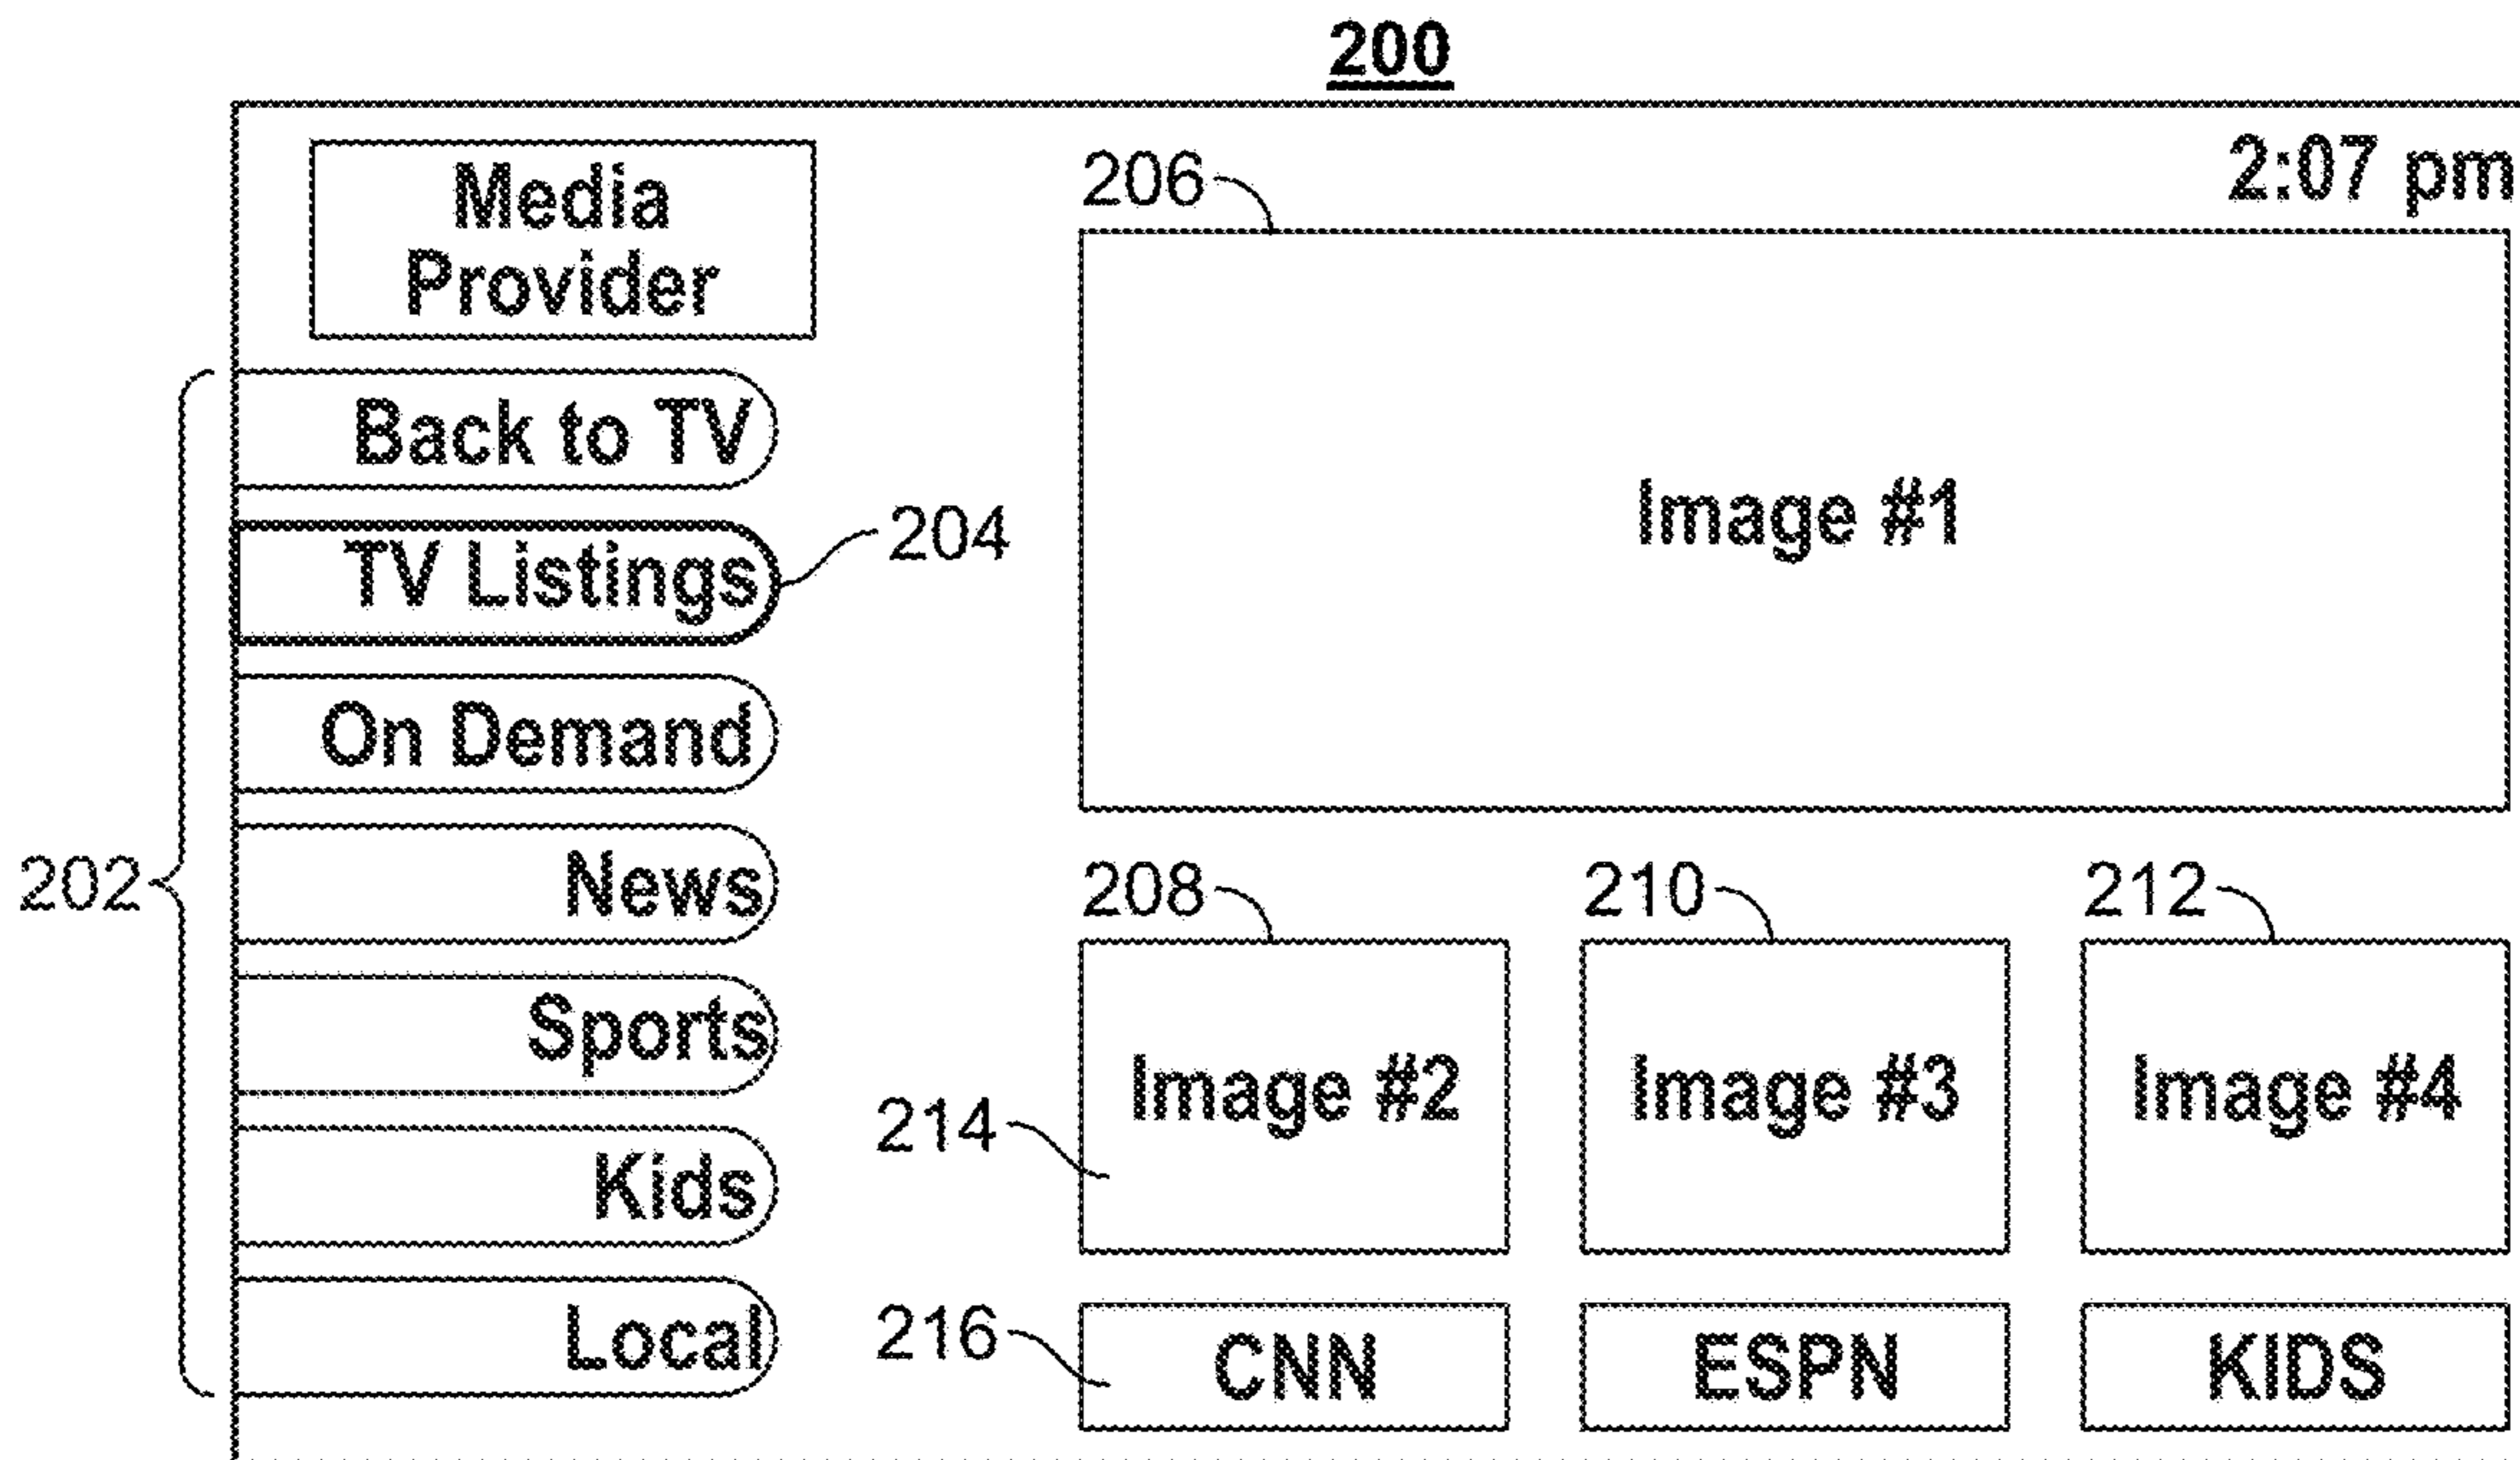 200
Media
Provider
2:07 pm
206
Back to TV
Image #1
TV Listings
204
On Demand
News
202
208
210
212
Sports
Image #2
Image #3
Image #4
214
Kids
Local
216
CNN
ESPN
KIDS